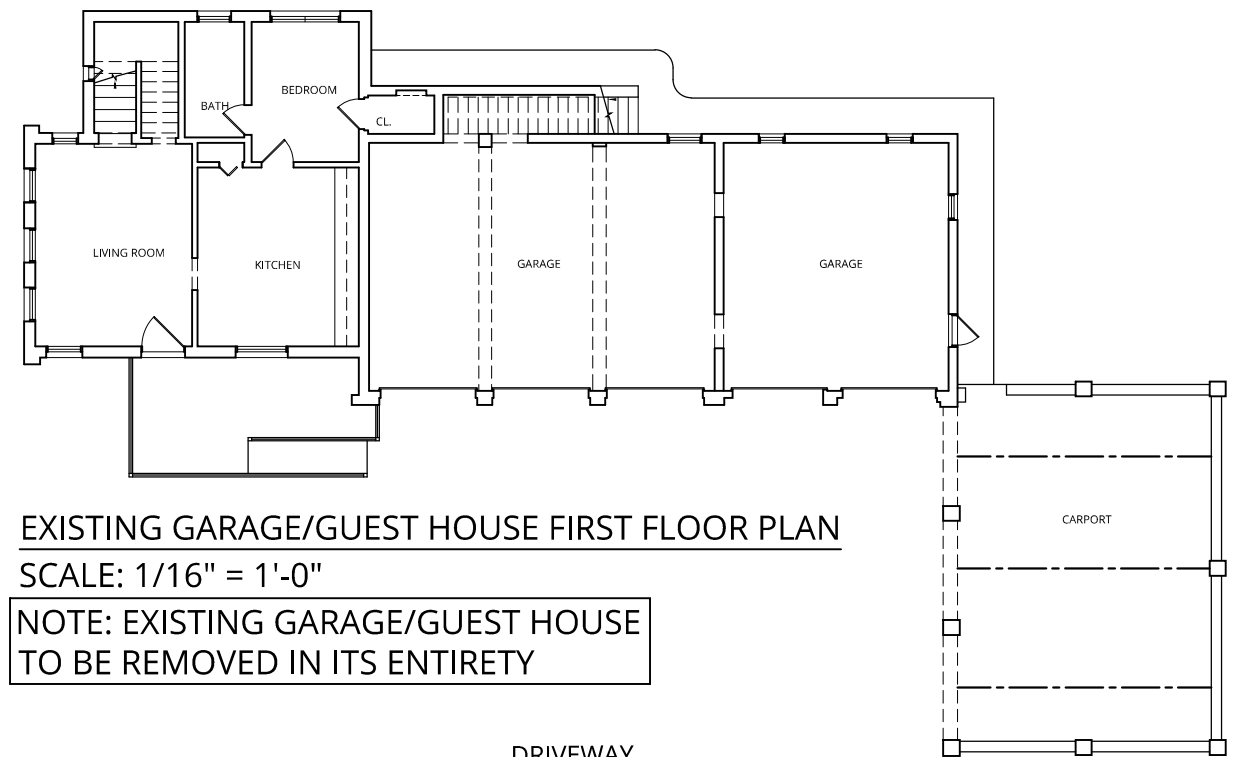 BEDROOM
BATH
CL.
LIVING ROOM
KITCHEN
GARAGE
GARAGE
EXISTING GARAGE/GUEST HOUSE FIRST FLOOR PLAN
SCALE: 1/16" = 1'-0"
CARPORT
NOTE: EXISTING GARAGE/GUEST HOUSE
TO BE REMOVED IN ITS ENTIRETY
DRIVEWAY